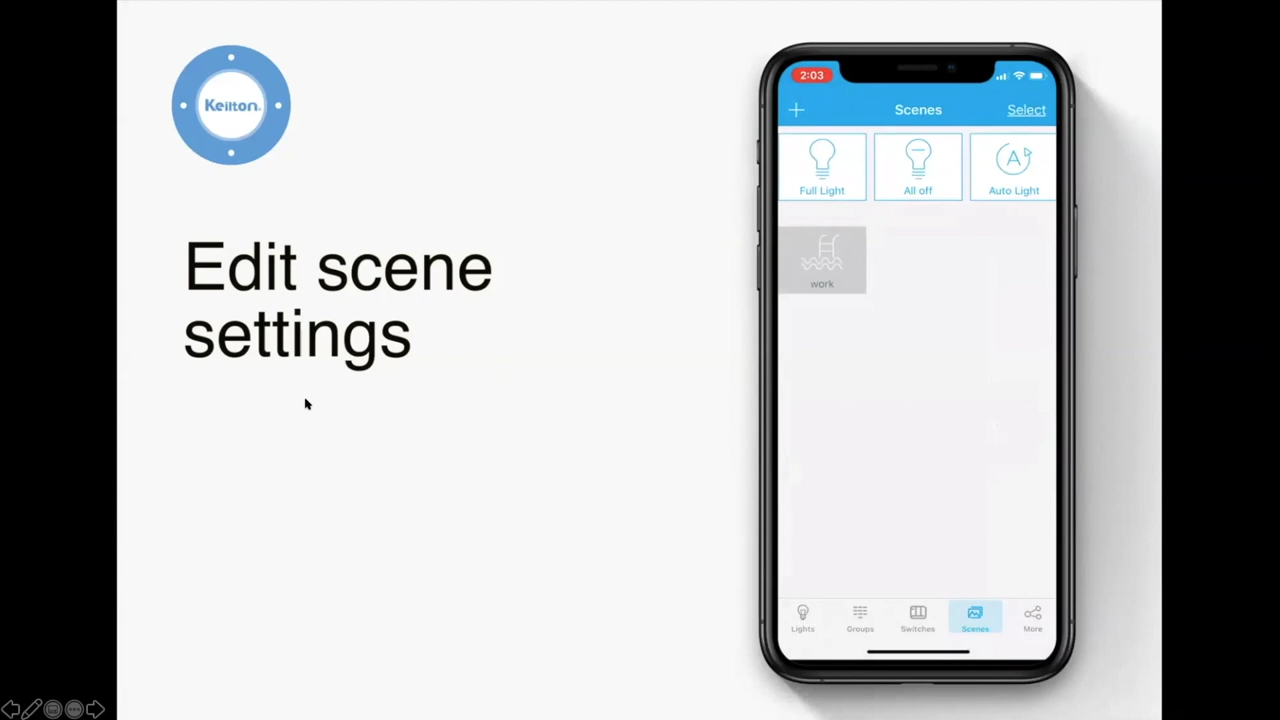 Keilton®
Edit scene
settings
2:03
Scenes
Select
Full Light
All off
A
Auto Light
work
Lights
Groups
Switches
Scenes
More